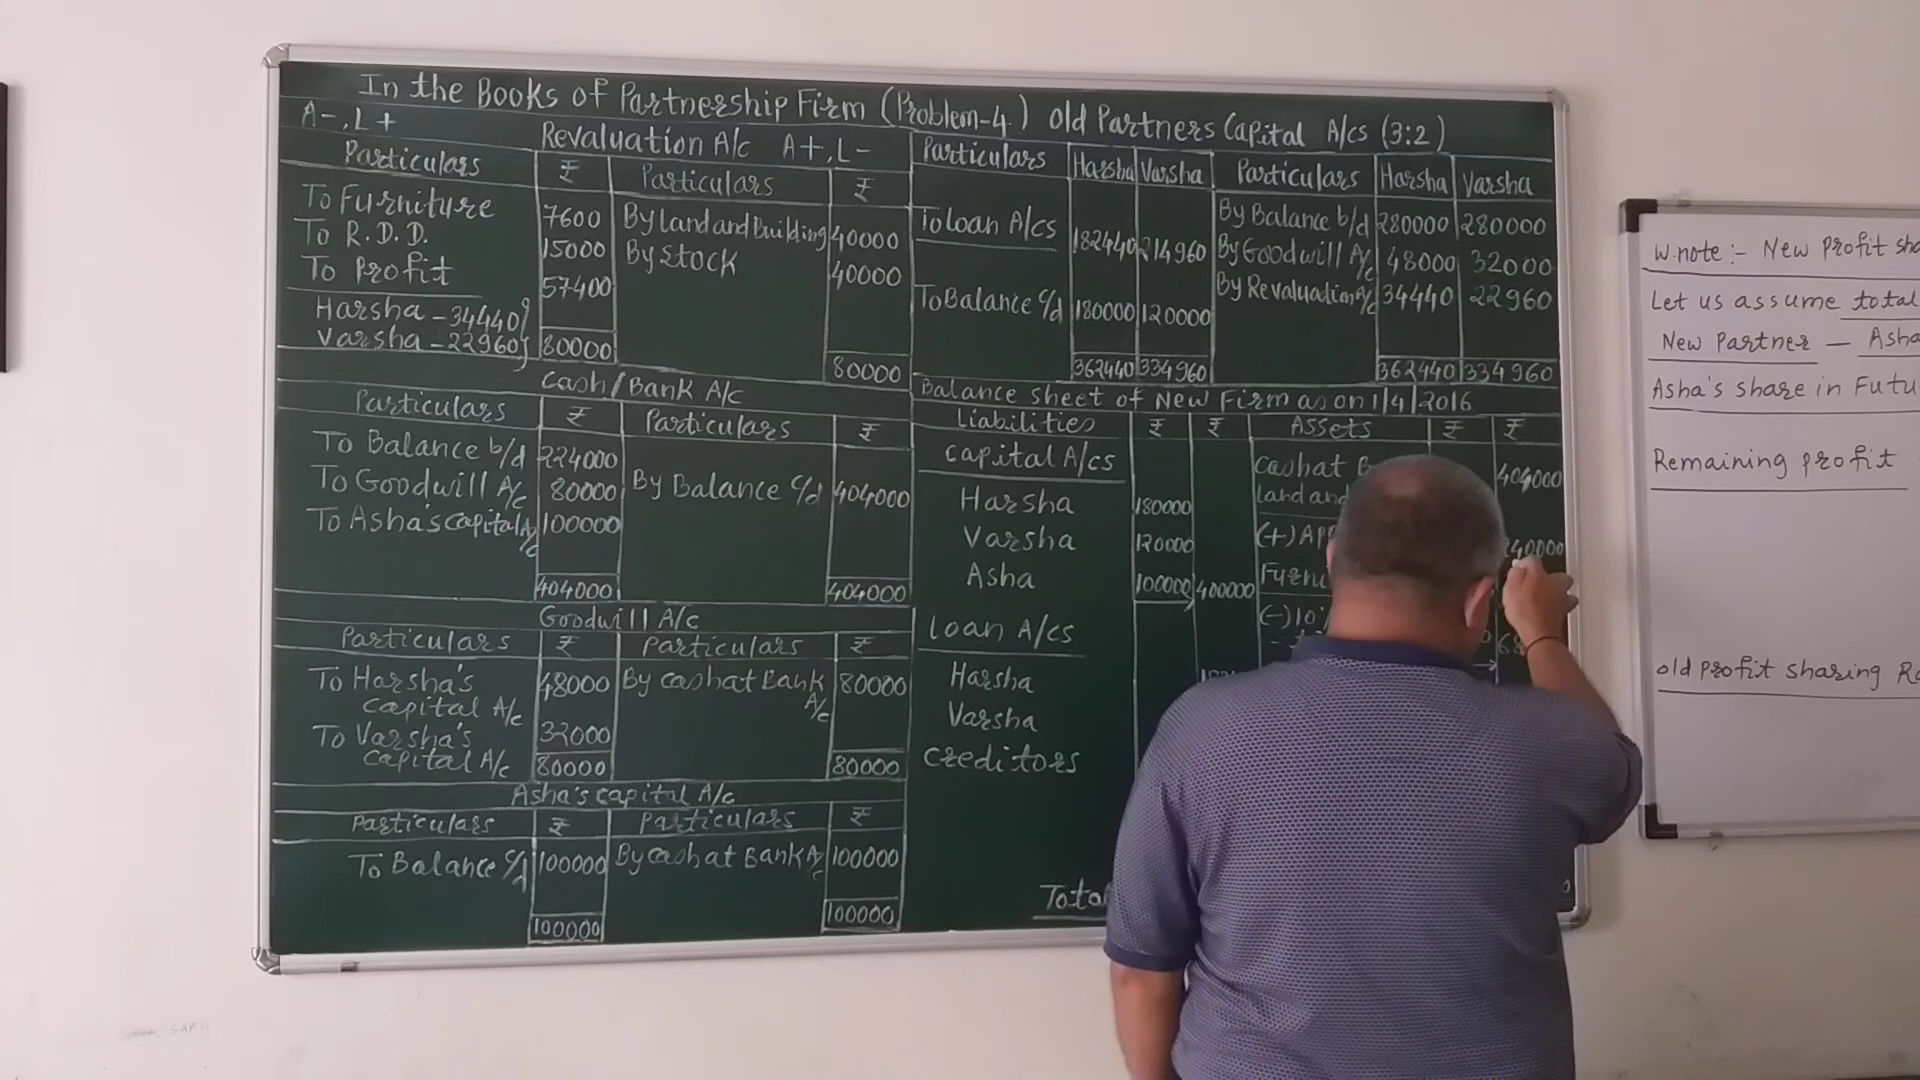 In the Books of Partnership Firm (Problem-4.) old Partners Capital A/cs (3:2)
A-, L+
Revaluation A/c A+, L-
Particulars ₹ Particulars ₹
To Furniture 7600 By Land and Building 40000
To R.D.D. 15000 By Stock 40000
To Profit 57400
Harsha - 34440
Varsha - 22960
80000 80000
Cash/Bank A/c
Particulars ₹ Particulars ₹
To Balance b/d 224000
To Goodwill A/c 80000 By Balance c/d 404000
To Asha's capital A/c 100000
404000 404000
Goodwill A/c
Particulars ₹ Particulars ₹
To Harsha's capital A/c 48000 By cash at Bank A/c 80000
To Varsha's capital A/c 32000
80000 80000
Asha's capital A/c
Particulars ₹ Particulars ₹
To Balance c/d 100000 By cash at Bank A/c 100000
100000 100000
Particulars Harsha Varsha Particulars Harsha Varsha
To Loan A/cs 182440 214960 By Balance b/d 280000 280000
By Goodwill A/c 48000 32000
To Balance c/d 180000 120000 By Revaluation A/c 34440 22960
362440 334960 362440 334960
Balance sheet of New Firm as on 1/4/2016
Liabilities ₹ ₹ Assets ₹ ₹
Capital A/cs cash at 404000
Harsha 180000 land and
Varsha 120000 (+) 240000
Asha 100000 400000
Loan A/cs (-) 10
Harsha
Varsha
creditors
W.note :- New Profit
Let us assume total
New Partner - Asha
Asha's share in
Remaining profit
old Profit sharing